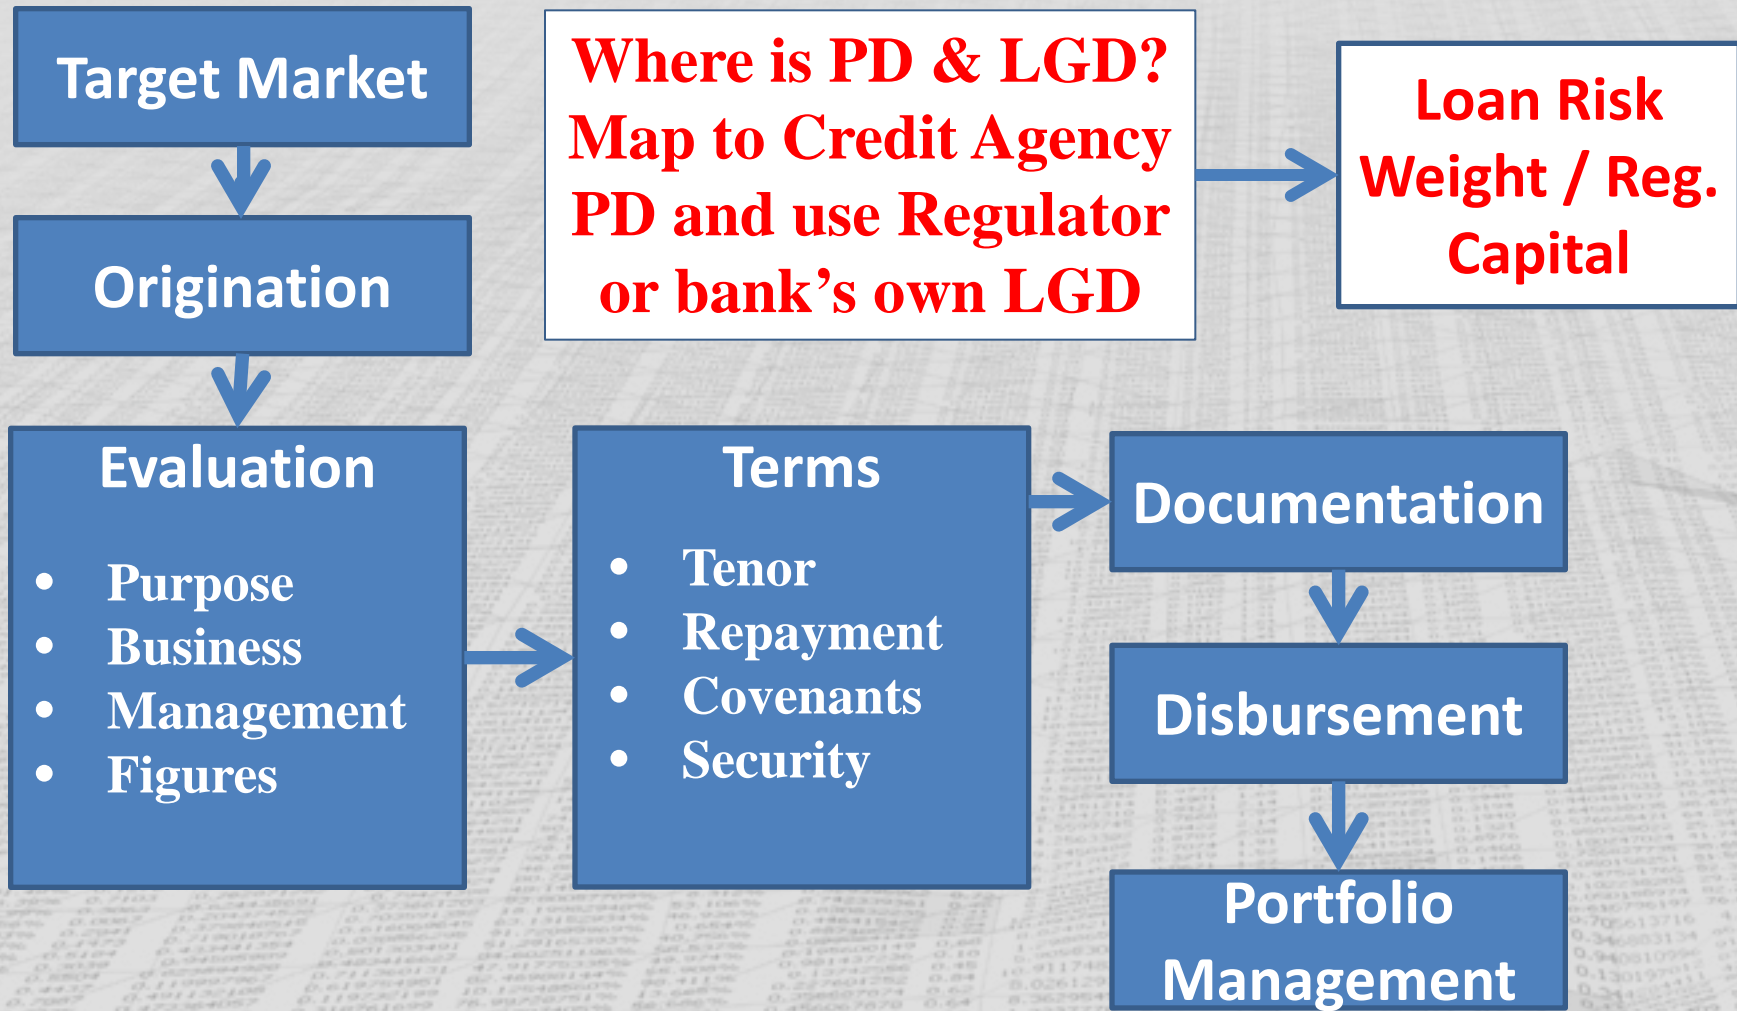 Target Market
Where is PD & LGD?
Map to Credit Agency
PD and use Regulator
or bank’s own LGD
Loan Risk
Weight / Reg.
Capital
Origination
Evaluation
• Purpose
• Business
• Management
• Figures
Terms
• Tenor
• Repayment
• Covenants
• Security
Documentation
Disbursement
Portfolio
Management